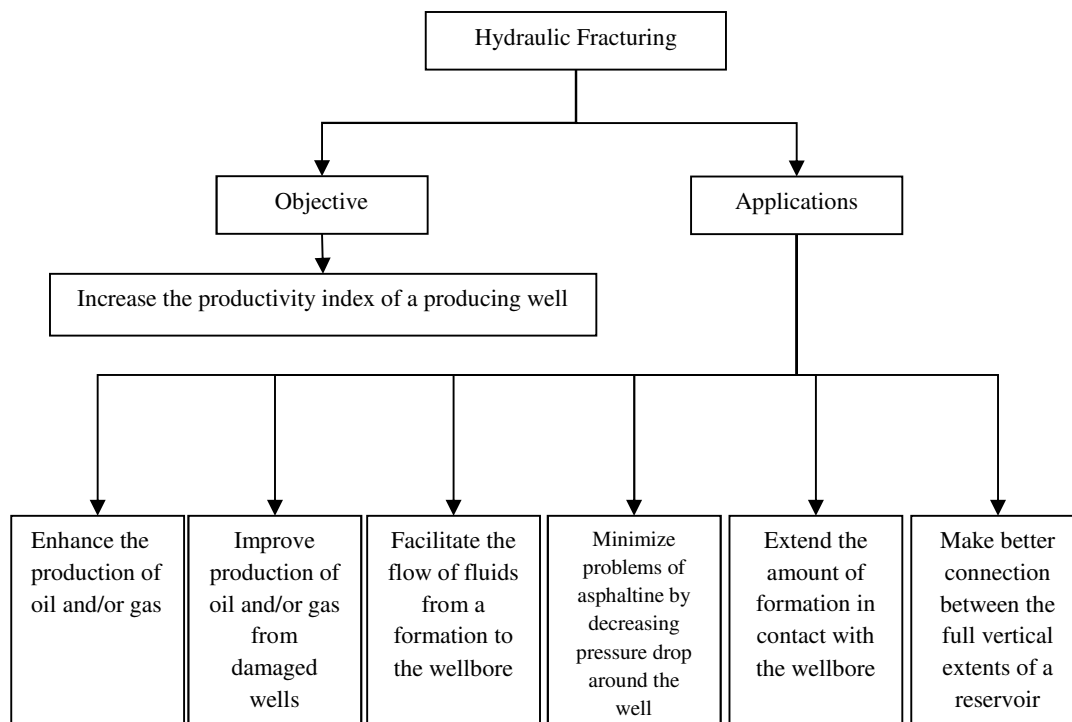 Hydraulic Fracturing
Objective
Applications
Increase the productivity index of a producing well
Enhance the
production of
oil and/or gas
Improve
production of
oil and/or gas
from
damaged
wells
Facilitate the
flow of fluids
from a
formation to
the wellbore
Minimize
problems of
asphaltine by
decreasing
pressure drop
around the
well
Extend the
amount of
formation in
contact with
the wellbore
Make better
connection
between the
full vertical
extents of a
reservoir